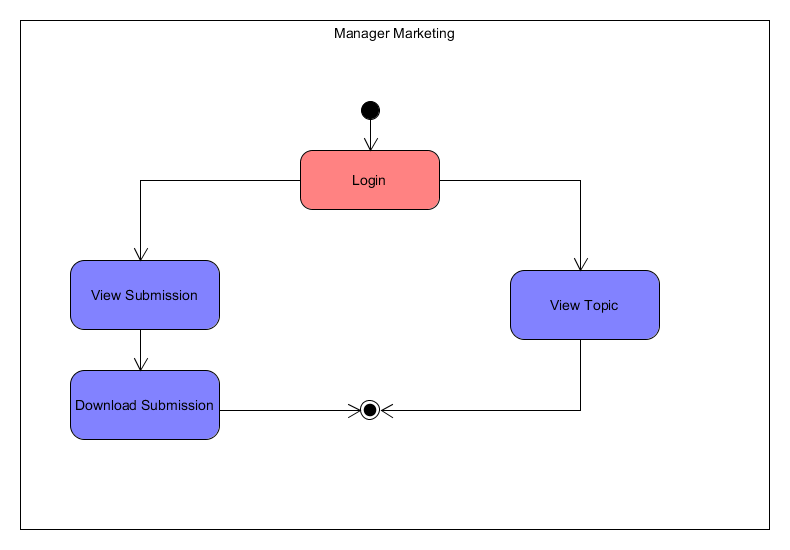 Manager Marketing
Login
View Submission
View Topic
Download Submission